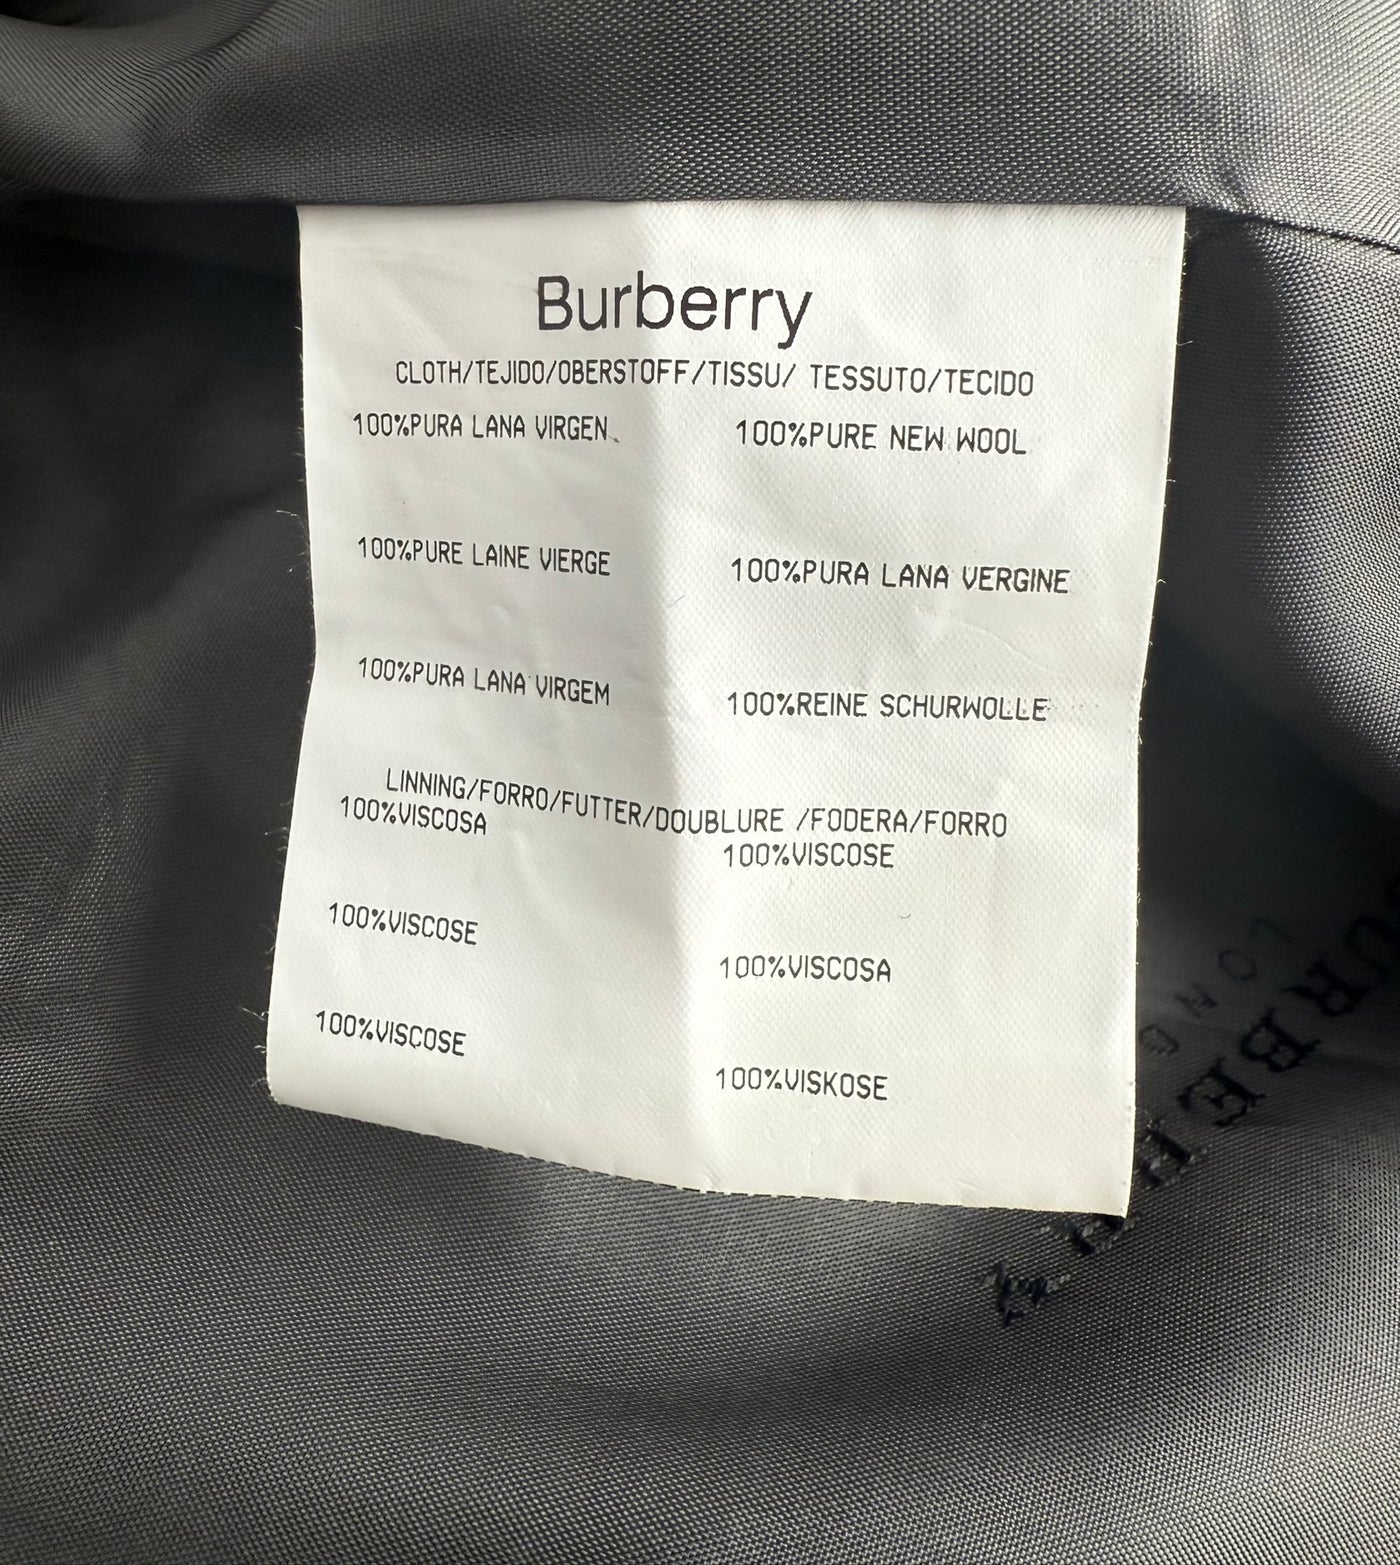 Burberry
CLOTH/TEJIDO/OBERSTOFF/TISSU/ TESSUTO/TECIDO
100%PURA LANA VIRGEN 100%PURE NEW WOOL
100%PURE LAINE VIERGE 100%PURA LANA VERGINE
100%PURA LANA VIRGEM 100%REINE SCHURWOLLE
LINNING/FORRO/FUTTER/DOUBLURE /FODERA/FORRO
100%VISCOSA 100%VISCOSE
100%VISCOSE 100%VISCOSA
100%VISCOSE 100%VISKOSE